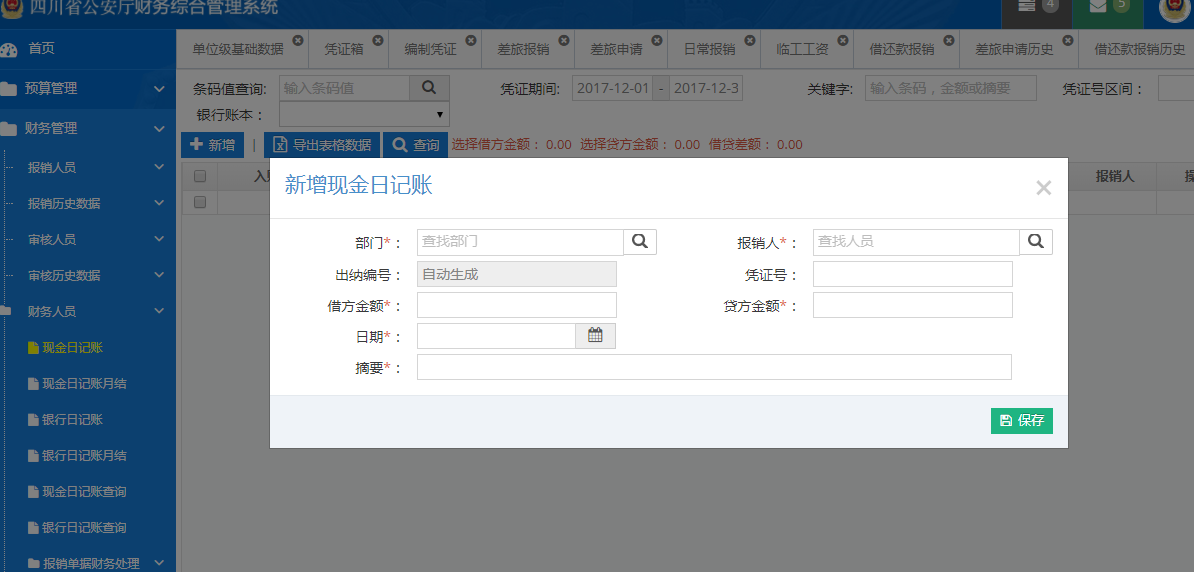 四川省公安厅财务综合管理系统 4 5
首页
预算管理
财务管理
报销人员
报销历史数据
审核人员
审核历史数据
财务人员
现金日记账
现金日记账月结
银行日记账
银行日记账月结
现金日记账查询
银行日记账查询
报销单据财务处理
单位级基础数据 凭证箱 编制凭证 差旅报销 差旅申请 日常报销 临工工资 借还款报销 差旅申请历史 借还款报销历史
条码值查询: 输入条码值 凭证期间: 2017-12-01 - 2017-12-3 关键字: 输入条码,金额或摘要 凭证号区间:
银行账本:
新增 | 导出表格数据 查询 选择借方金额: 0.00 选择贷方金额: 0.00 借贷差额: 0.00
报销人
新增现金日记账 ×
部门*: 查找部门 报销人*: 查找人员
出纳编号: 自动生成 凭证号:
借方金额*: 贷方金额*:
日期*:
摘要*:
保存